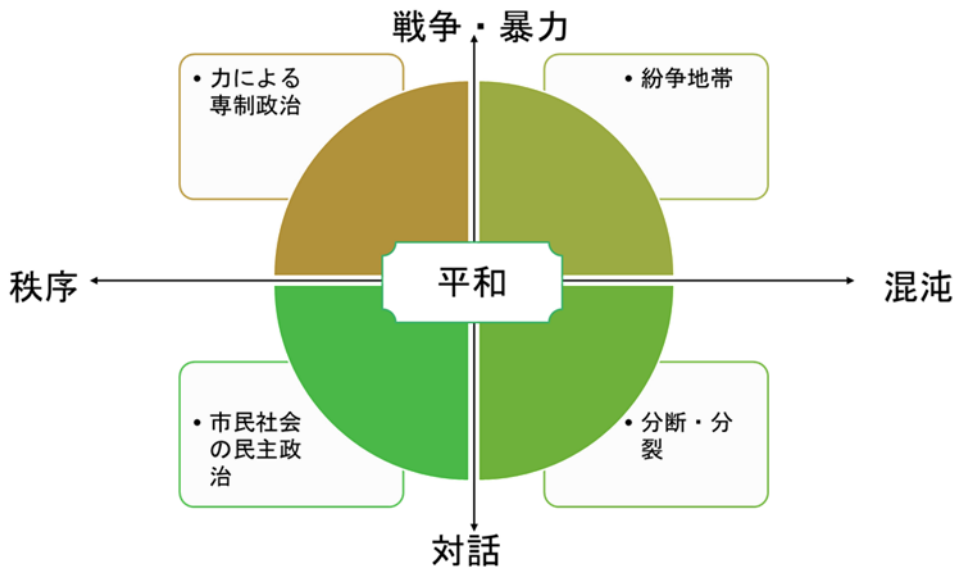 戦争・暴力
• 力による
専制政治
• 紛争地帯
秩序
平和
混沌
• 市民社会
の民主政
治
• 分断・分
裂
対話